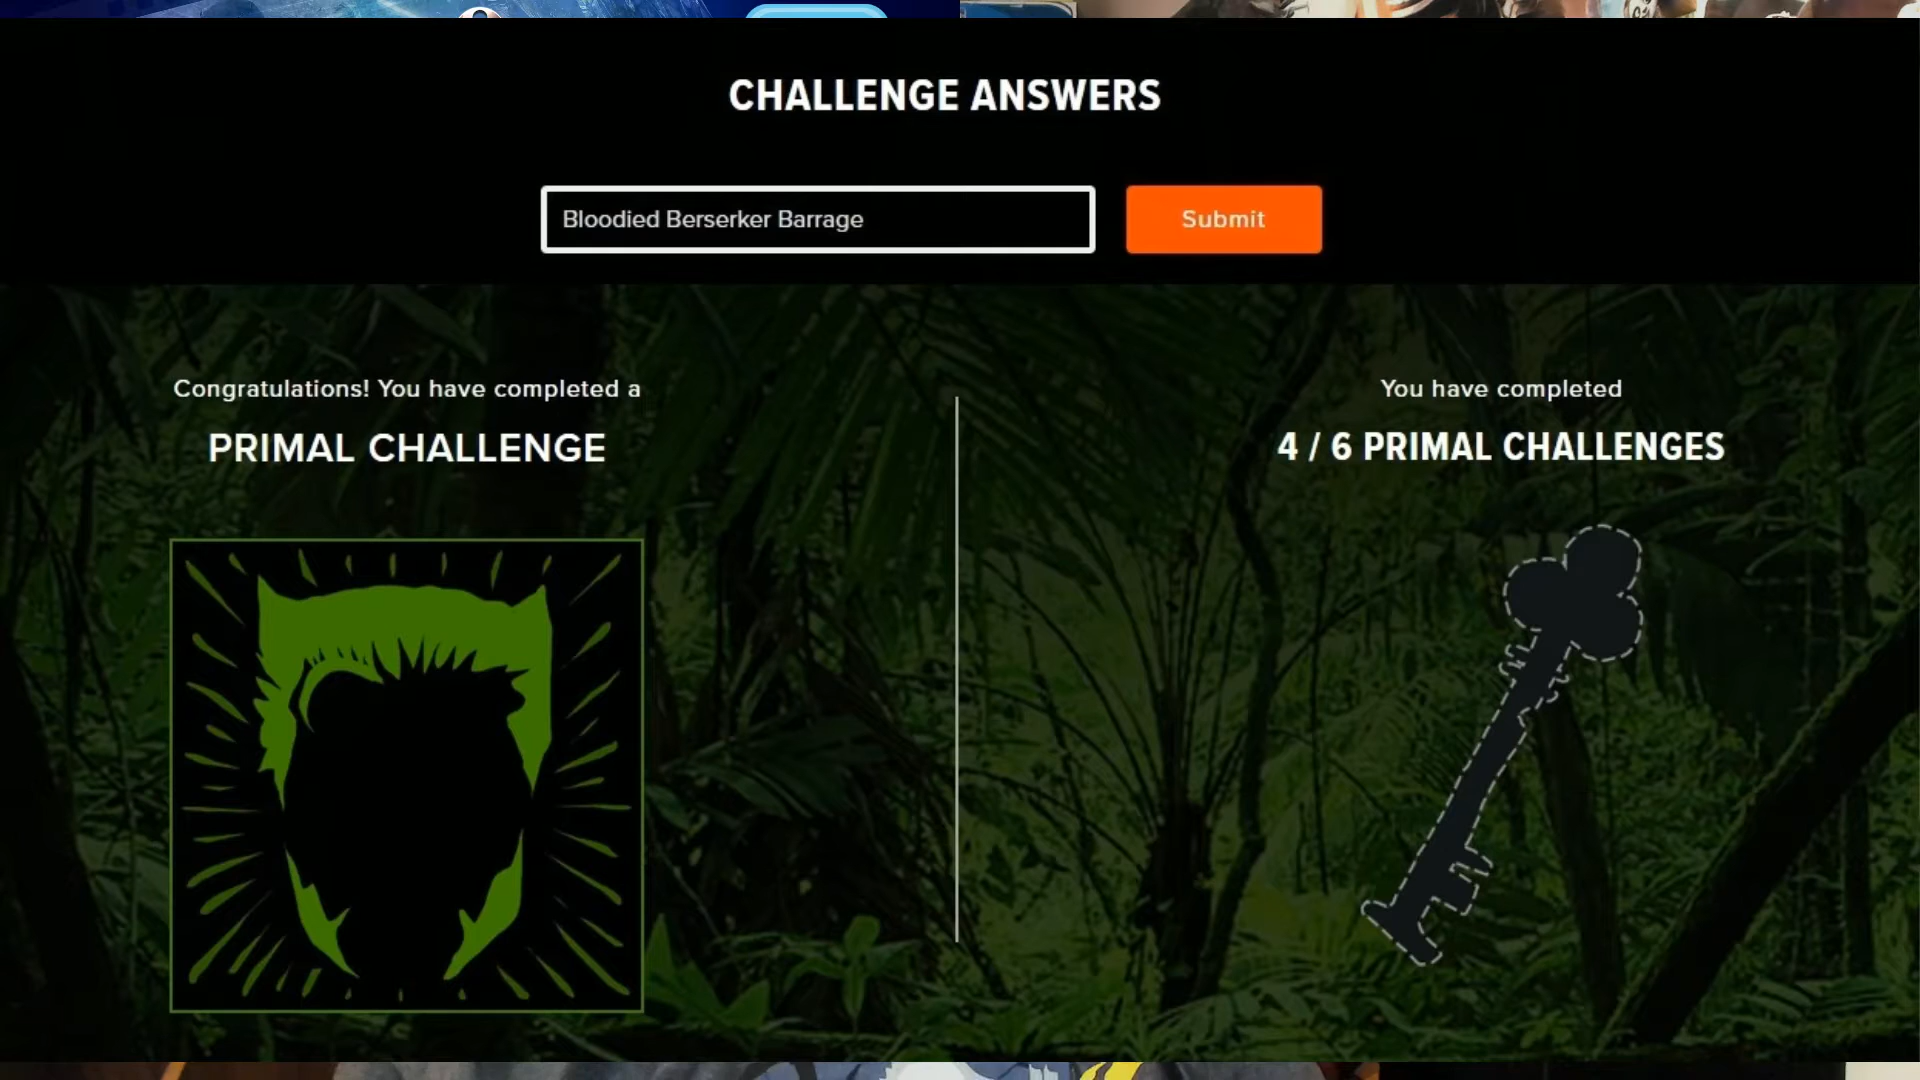 CHALLENGE ANSWERS
Bloodied Berserker Barrage
Submit
Congratulations! You have completed a
PRIMAL CHALLENGE
You have completed
4 / 6 PRIMAL CHALLENGES